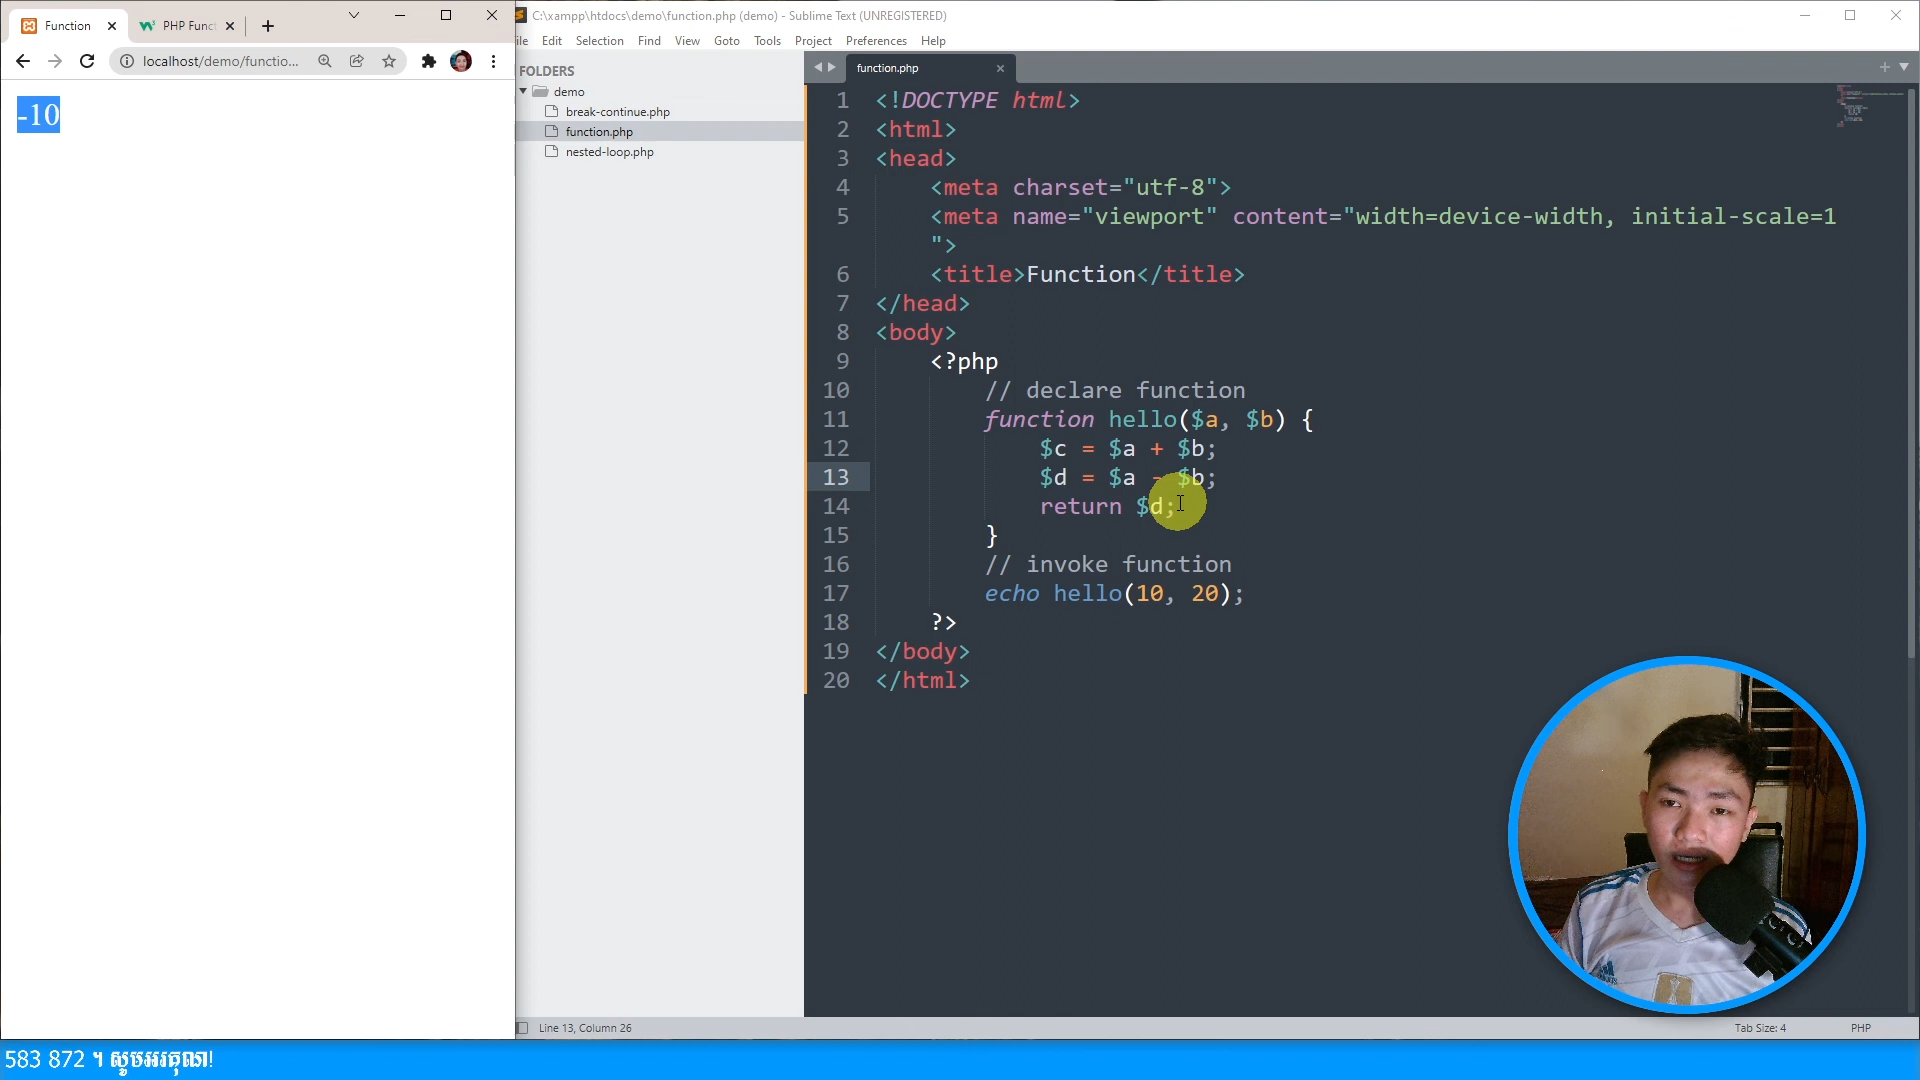 Function
PHP Funct
C:\xampp\htdocs\demo\function.php (demo) - Sublime Text (UNREGISTERED)
Edit Selection Find View Goto Tools Project Preferences Help
localhost/demo/functio...
-10
FOLDERS
demo
break-continue.php
function.php
nested-loop.php
function.php
1 <!DOCTYPE html>
2 <html>
3 <head>
4 <meta charset="utf-8">
5 <meta name="viewport" content="width=device-width, initial-scale=1
">
6 <title>Function</title>
7 </head>
8 <body>
9 <?php
10 // declare function
11 function hello($a, $b) {
12 $c = $a + $b;
13 $d = $a - $b;
14 return $d;
15 }
16 // invoke function
17 echo hello(10, 20);
18 ?>
19 </body>
20 </html>
Line 13, Column 26
Tab Size: 4
PHP
583 872 ។ សូមអរគុណ!